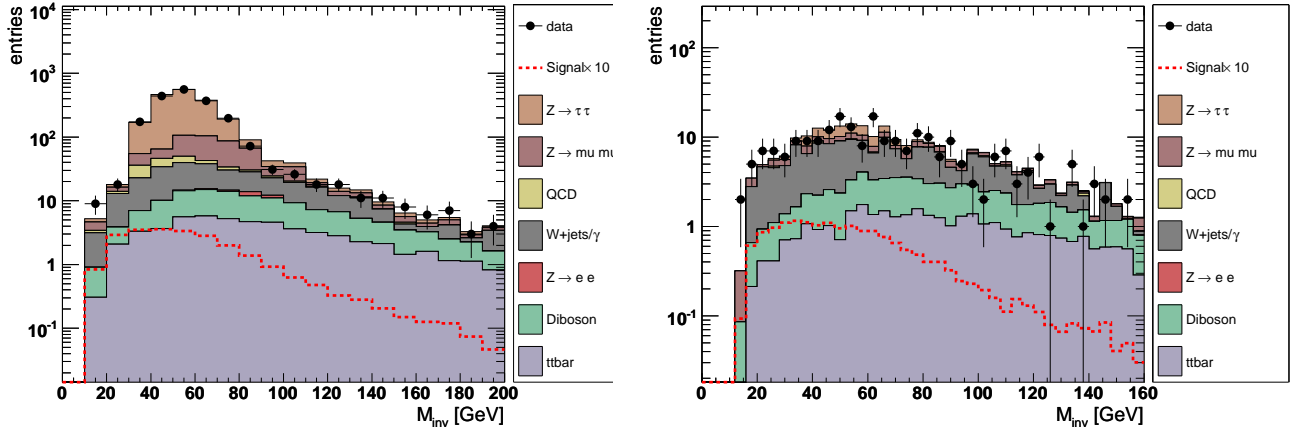 entries
10^4
10^3
10^2
10
1
10^-1
0 20 40 60 80 100 120 140 160 180 200
M_inv [GeV]
data
Signal× 10
Z → τ τ
Z → mu mu
QCD
W+jets/γ
Z → e e
Diboson
ttbar
entries
10^2
10
1
10^-1
0 20 40 60 80 100 120 140 160
M_inv [GeV]
data
Signal× 10
Z → τ τ
Z → mu mu
QCD
W+jets/γ
Z → e e
Diboson
ttbar